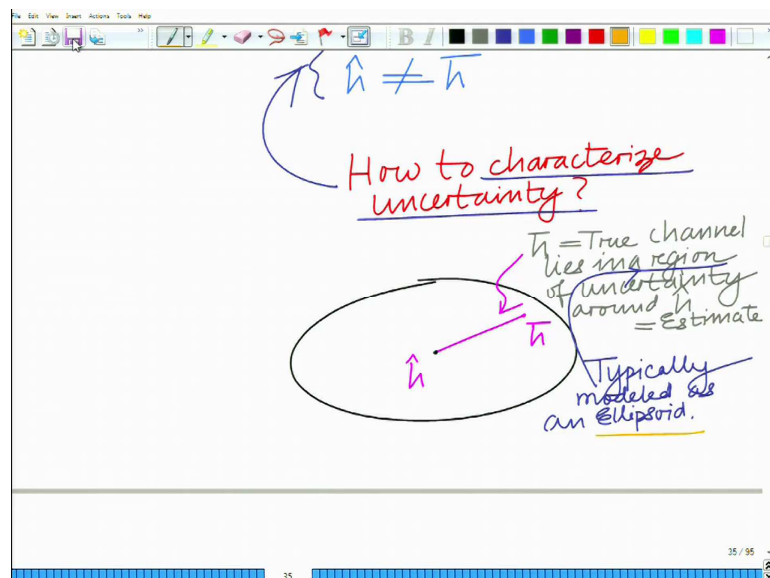 File Edit View Insert Actions Tools Help
B I
ĥ ≠ h̄
How to characterize
uncertainty?
h̄ = True channel
lies in a region
of uncertainty
around ĥ
= Estimate
h̄
ĥ
Typically
modeled as
an Ellipsoid.
35 / 95
35